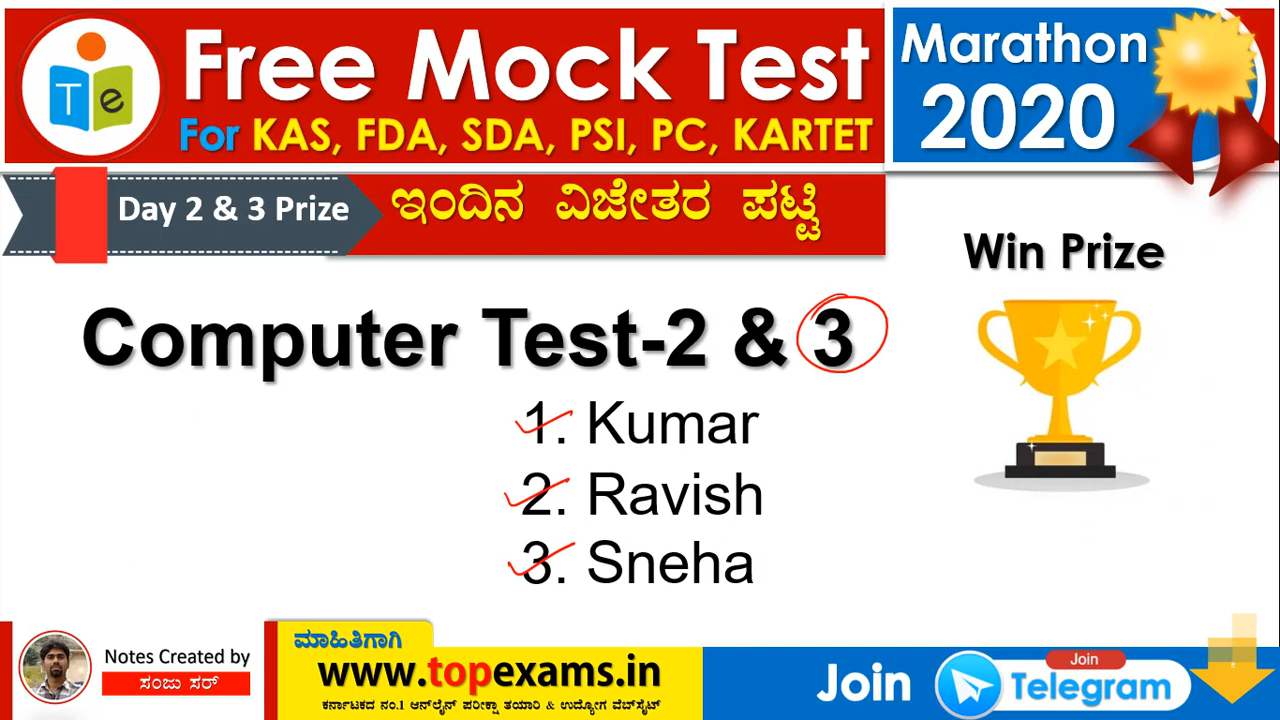 T e
Free Mock Test
For KAS, FDA, SDA, PSI, PC, KARTET
Marathon
2020
Day 2 & 3 Prize
ಇಂದಿನ ವಿಜೇತರ ಪಟ್ಟಿ
Win Prize
Computer Test-2 & 3
1. Kumar
2. Ravish
3. Sneha
Notes Created by
ಸಂಜು ಸರ್
ಮಾಹಿತಿಗಾಗಿ
www.topexams.in
ಕರ್ನಾಟಕದ ನಂ.1 ಆನ್‌ಲೈನ್ ಪರೀಕ್ಷಾ ತಯಾರಿ & ಉದ್ಯೋಗ ವೆಬ್‌ಸೈಟ್
Join
Join
Telegram